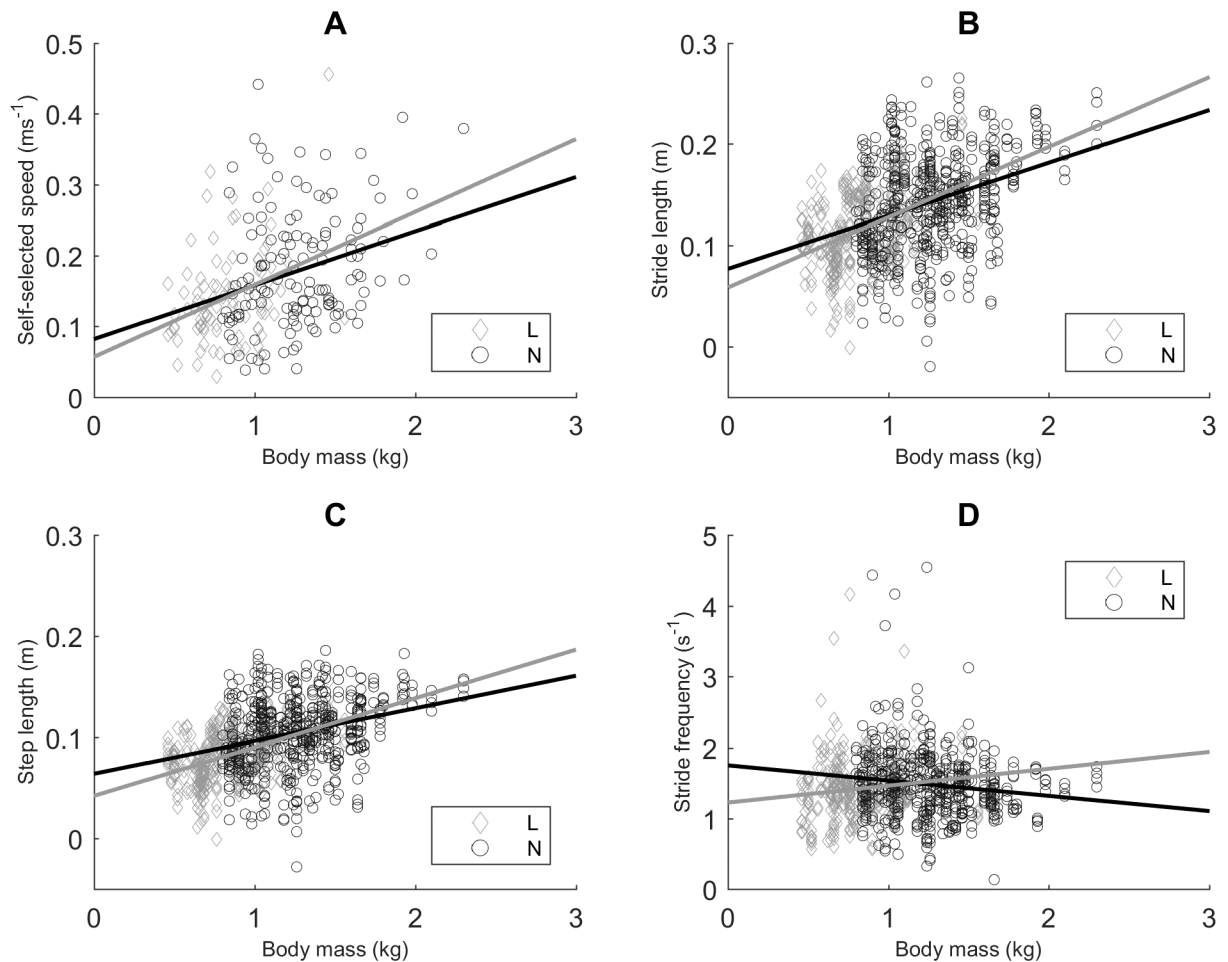 A
Self-selected speed (ms-1)
0.5
0.4
0.3
0.2
0.1
0
0 1 2 3
Body mass (kg)
L
N
B
Stride length (m)
0.3
0.2
0.1
0
0 1 2 3
Body mass (kg)
L
N
C
Step length (m)
0.3
0.2
0.1
0
0 1 2 3
Body mass (kg)
L
N
D
Stride frequency (s-1)
5
4
3
2
1
0
0 1 2 3
Body mass (kg)
L
N